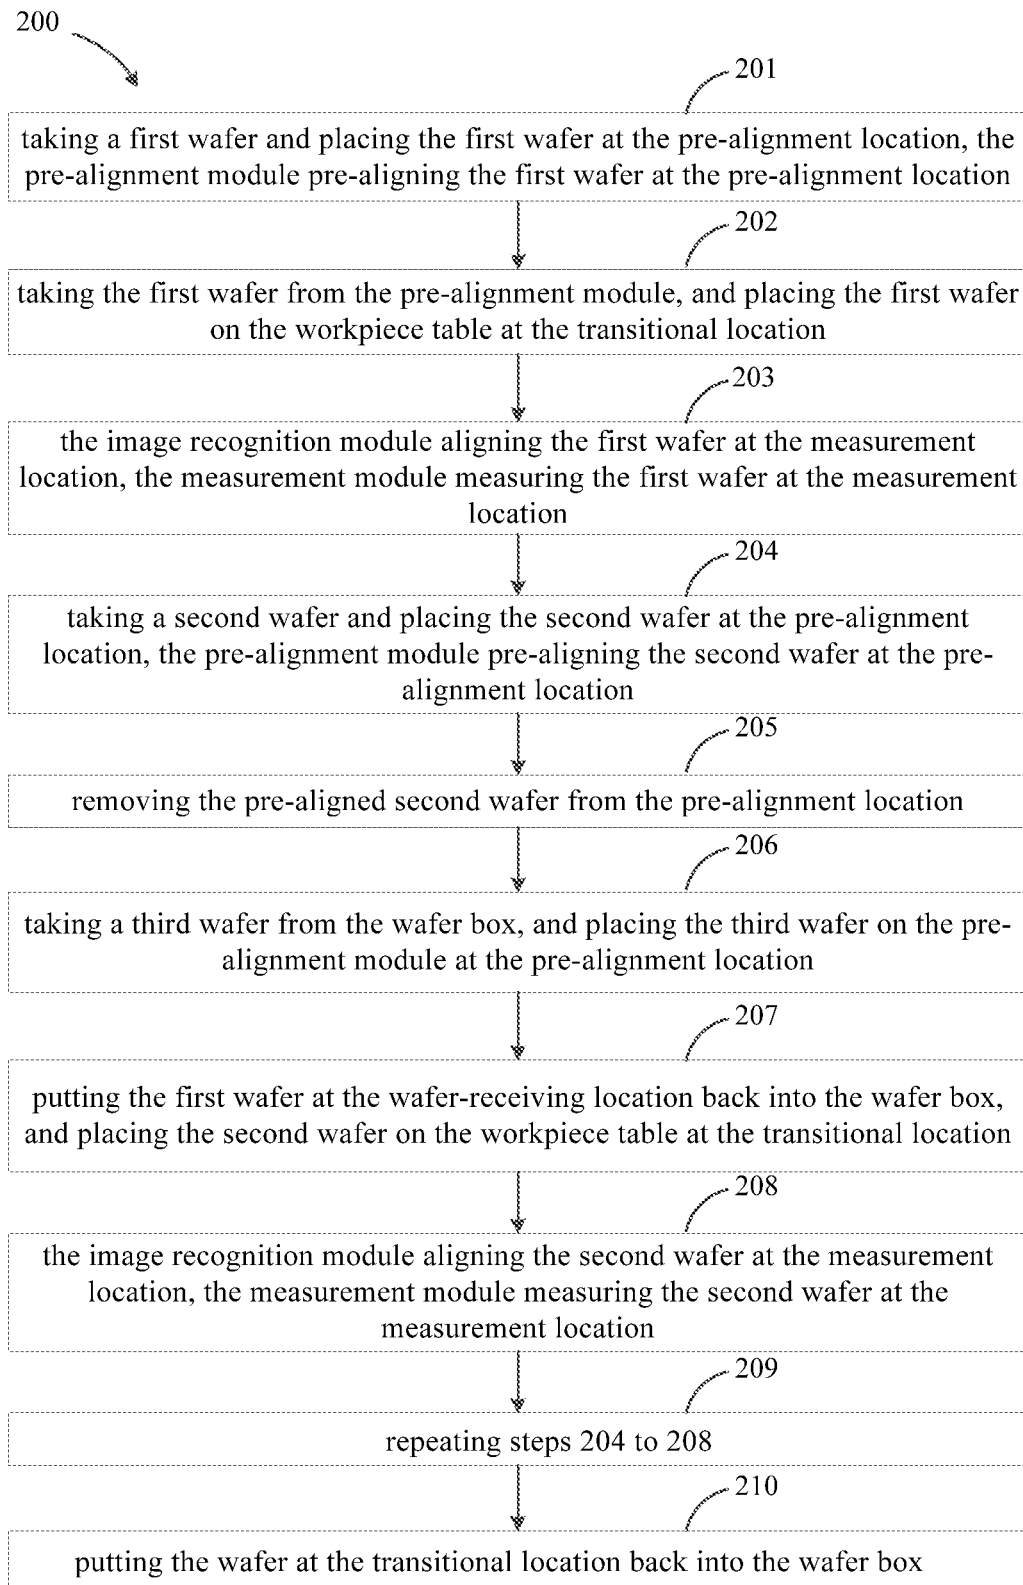 200
201
taking a first wafer and placing the first wafer at the pre-alignment location, the
pre-alignment module pre-aligning the first wafer at the pre-alignment location
202
taking the first wafer from the pre-alignment module, and placing the first wafer
on the workpiece table at the transitional location
203
the image recognition module aligning the first wafer at the measurement
location, the measurement module measuring the first wafer at the measurement
location
204
taking a second wafer and placing the second wafer at the pre-alignment
location, the pre-alignment module pre-aligning the second wafer at the pre-
alignment location
205
removing the pre-aligned second wafer from the pre-alignment location
206
taking a third wafer from the wafer box, and placing the third wafer on the pre-
alignment module at the pre-alignment location
207
putting the first wafer at the wafer-receiving location back into the wafer box,
and placing the second wafer on the workpiece table at the transitional location
208
the image recognition module aligning the second wafer at the measurement
location, the measurement module measuring the second wafer at the
measurement location
209
repeating steps 204 to 208
210
putting the wafer at the transitional location back into the wafer box